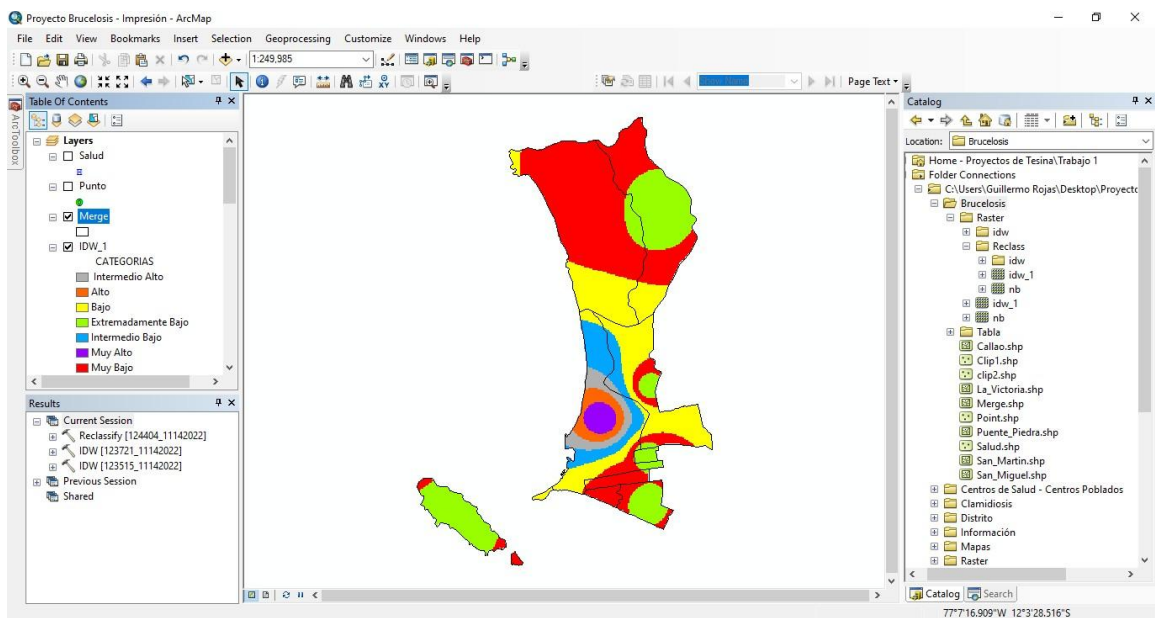 Proyecto Brucelosis - Impresión - ArcMap
File Edit View Bookmarks Insert Selection Geoprocessing Customize Windows Help
1:249,985
Page Text
ArcToolbox
Table Of Contents
Layers
Salud
Punto
Merge
IDW_1
CATEGORIAS
Intermedio Alto
Alto
Bajo
Extremadamente Bajo
Intermedio Bajo
Muy Alto
Muy Bajo
Results
Current Session
Reclassify [124404_11142022]
IDW [123721_11142022]
IDW [123515_11142022]
Previous Session
Shared
Catalog
Location: Brucelosis
Home - Proyectos de Tesina\Trabajo 1
Folder Connections
C:\Users\Guillermo Rojas\Desktop\Proyecto
Brucelosis
Raster
idw
Reclass
idw
idw_1
nb
idw_1
nb
Tabla
Callao.shp
Clip1.shp
clip2.shp
La_Victoria.shp
Merge.shp
Point.shp
Puente_Piedra.shp
Salud.shp
San_Martin.shp
San_Miguel.shp
Centros de Salud - Centros Poblados
Clamidiosis
Distrito
Información
Mapas
Raster
Catalog Search
77°7'16.909"W 12°3'28.516"S